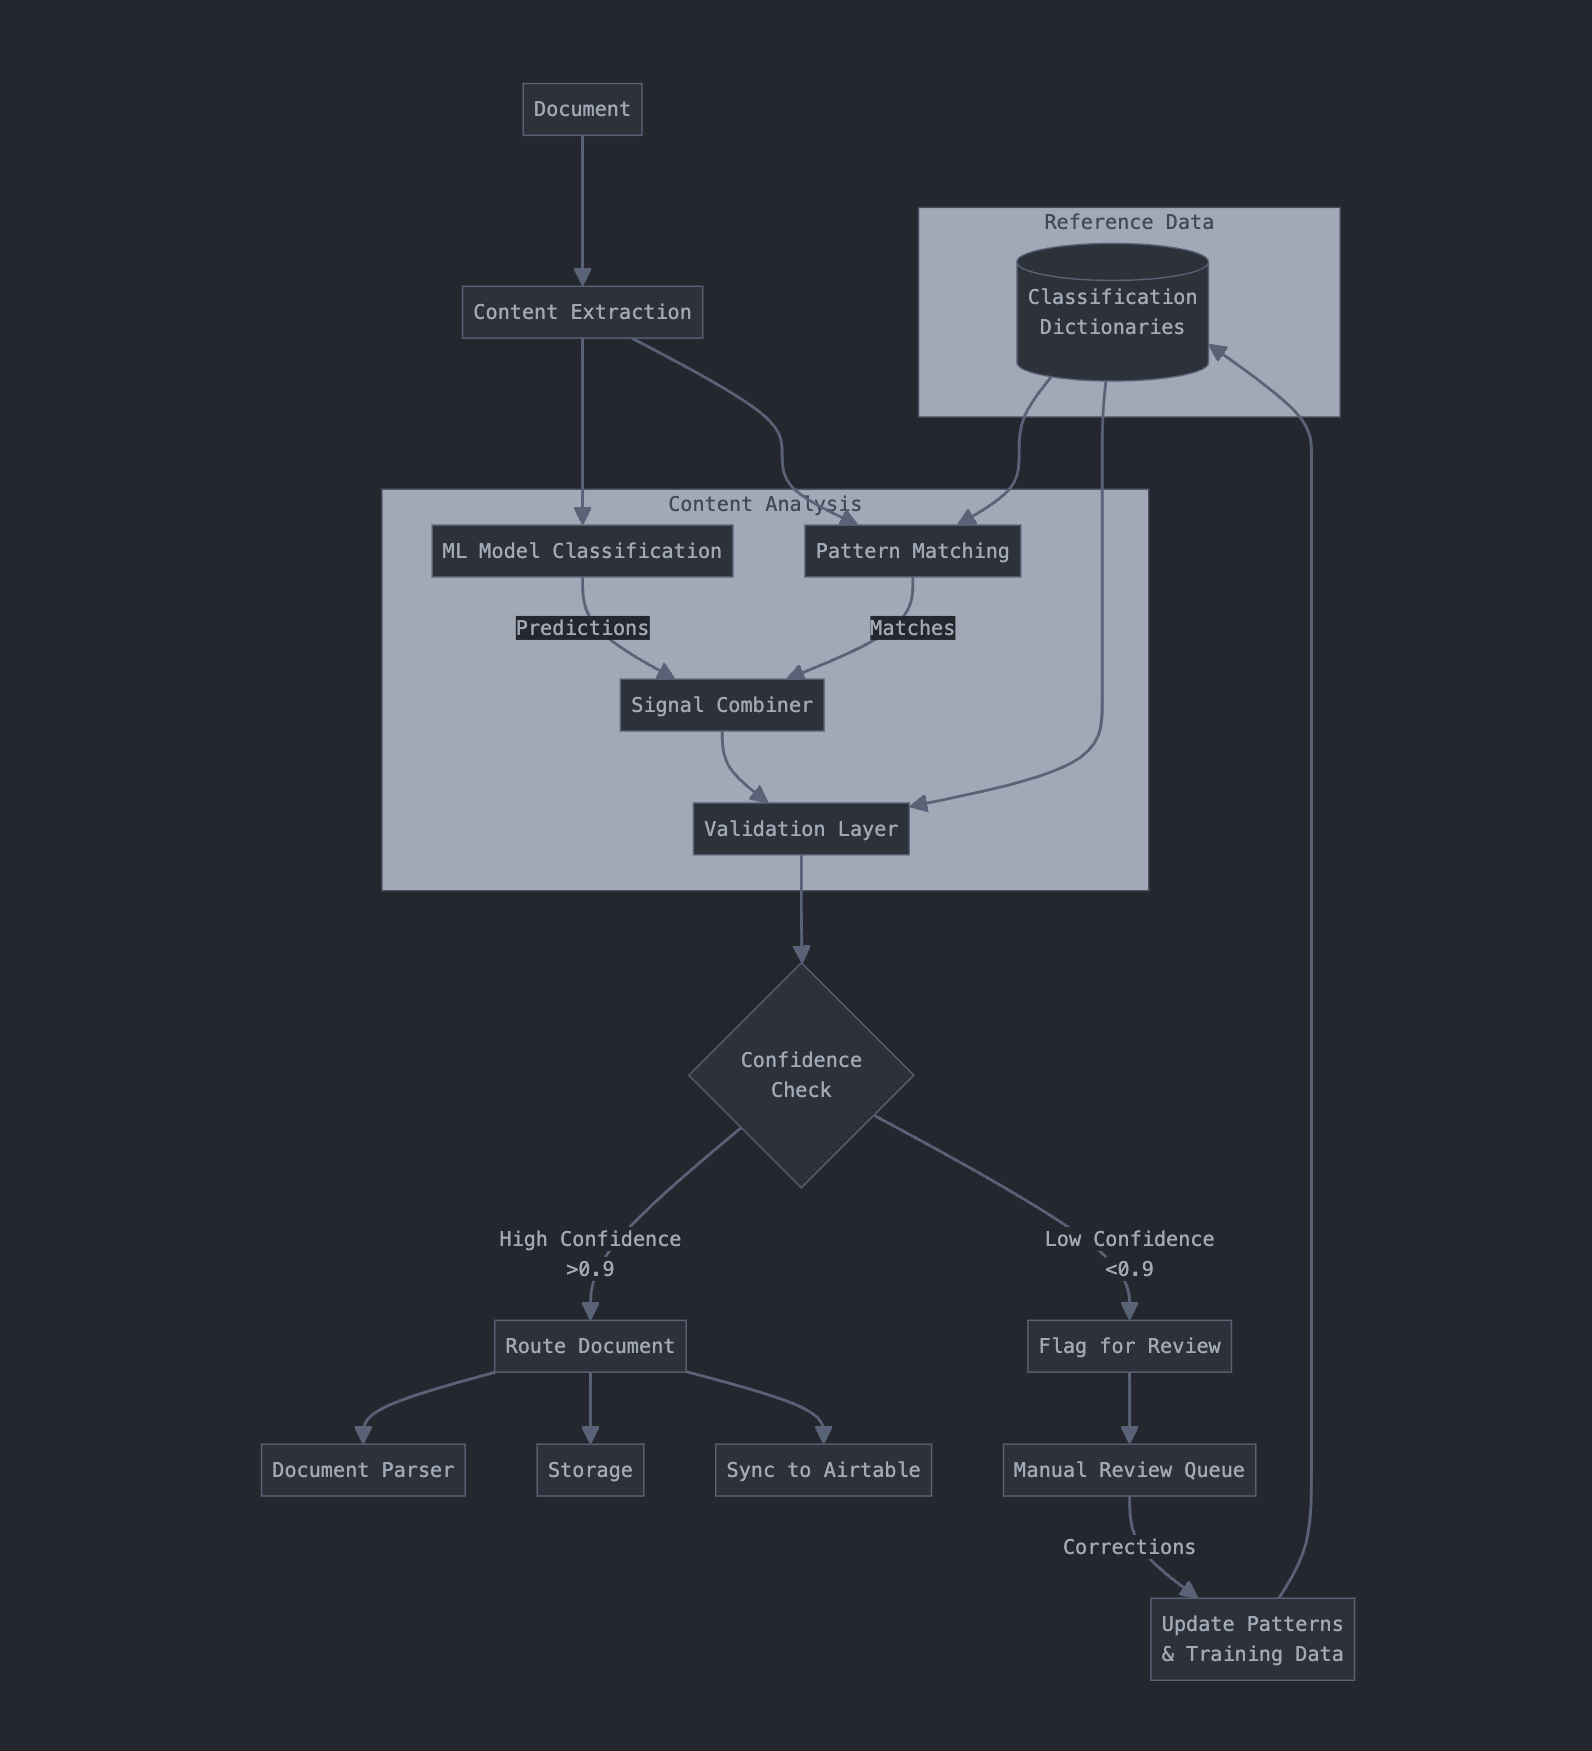 Document
Reference Data
Classification
Dictionaries
Content Extraction
Content Analysis
ML Model Classification
Pattern Matching
Predictions
Matches
Signal Combiner
Validation Layer
Confidence
Check
High Confidence
>0.9
Low Confidence
<0.9
Route Document
Flag for Review
Document Parser
Storage
Sync to Airtable
Manual Review Queue
Corrections
Update Patterns
& Training Data